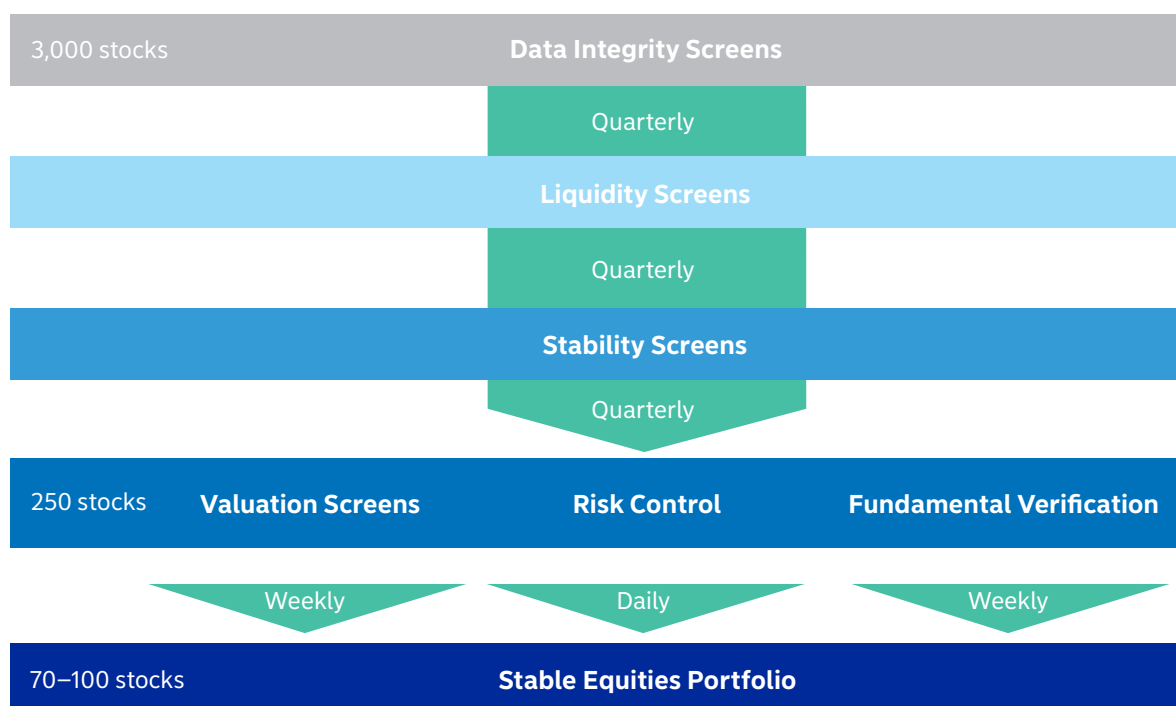 3,000 stocks
Data Integrity Screens
Quarterly
Liquidity Screens
Quarterly
Stability Screens
Quarterly
250 stocks
Valuation Screens
Risk Control
Fundamental Verification
Weekly
Daily
Weekly
70–100 stocks
Stable Equities Portfolio